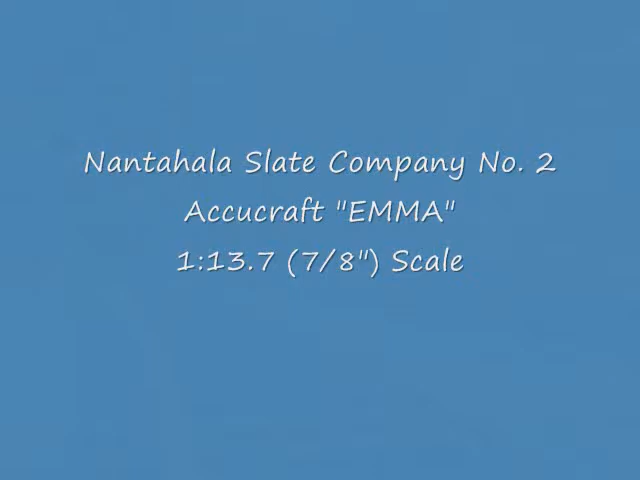 Nantahala Slate Company No. 2
Accucraft "EMMA"
1:13.7 (7/8") Scale